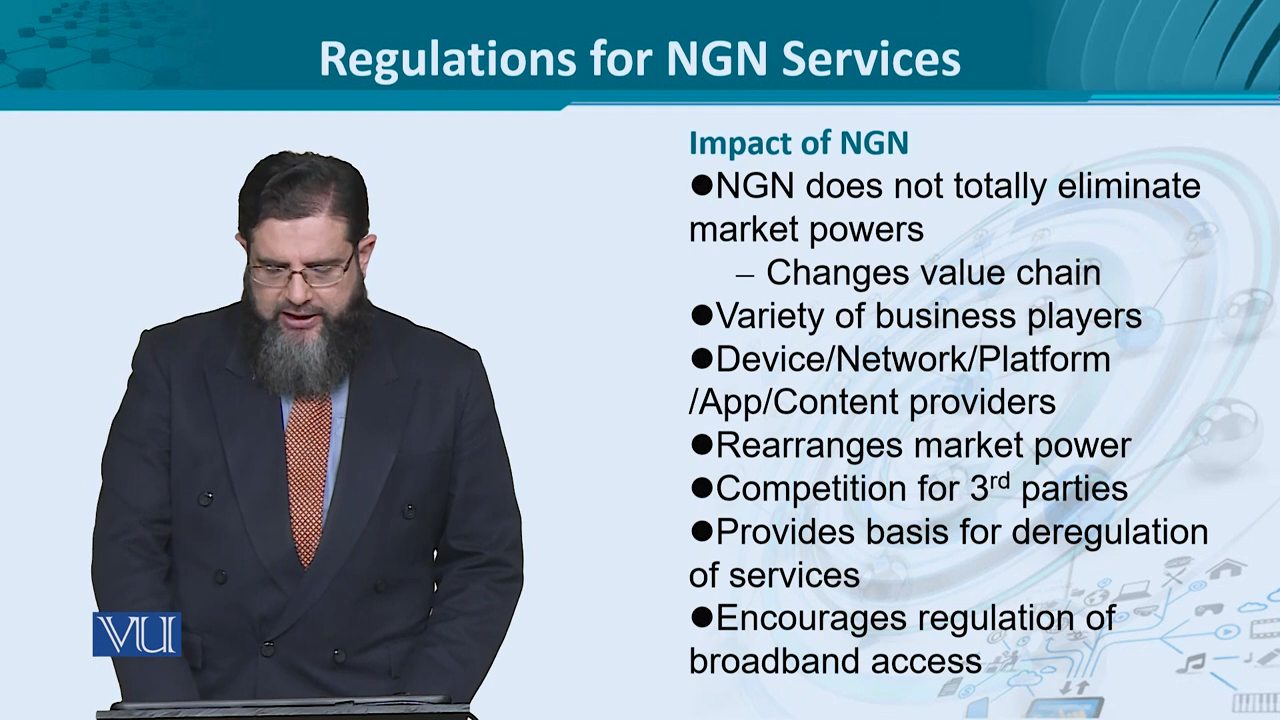 Regulations for NGN Services
Impact of NGN
●NGN does not totally eliminate
market powers
– Changes value chain
●Variety of business players
●Device/Network/Platform
/App/Content providers
●Rearranges market power
●Competition for 3rd parties
●Provides basis for deregulation
of services
●Encourages regulation of
broadband access
VU